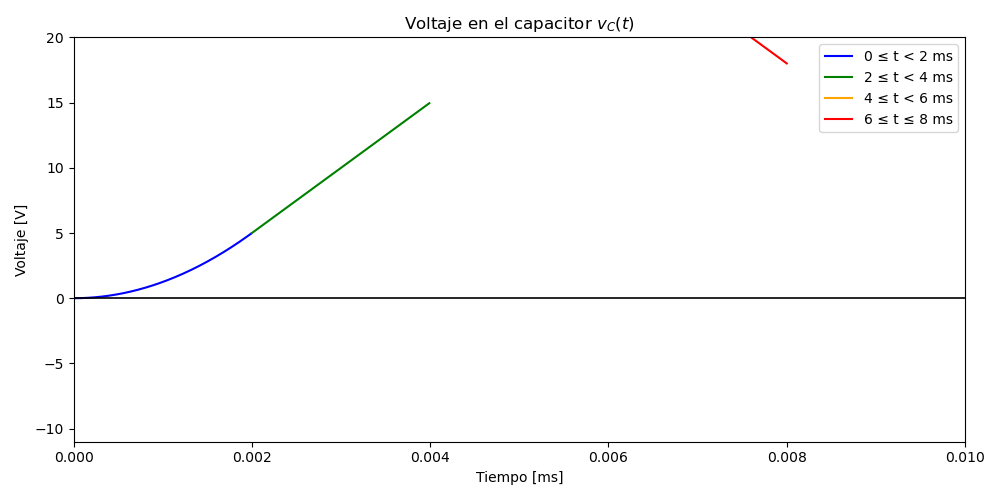 Voltaje en el capacitor $v_C(t)$
Voltaje [V]
20
15
10
5
0
−5
−10
0 ≤ t < 2 ms
2 ≤ t < 4 ms
4 ≤ t < 6 ms
6 ≤ t ≤ 8 ms
0.000 0.002 0.004 0.006 0.008 0.010
Tiempo [ms]